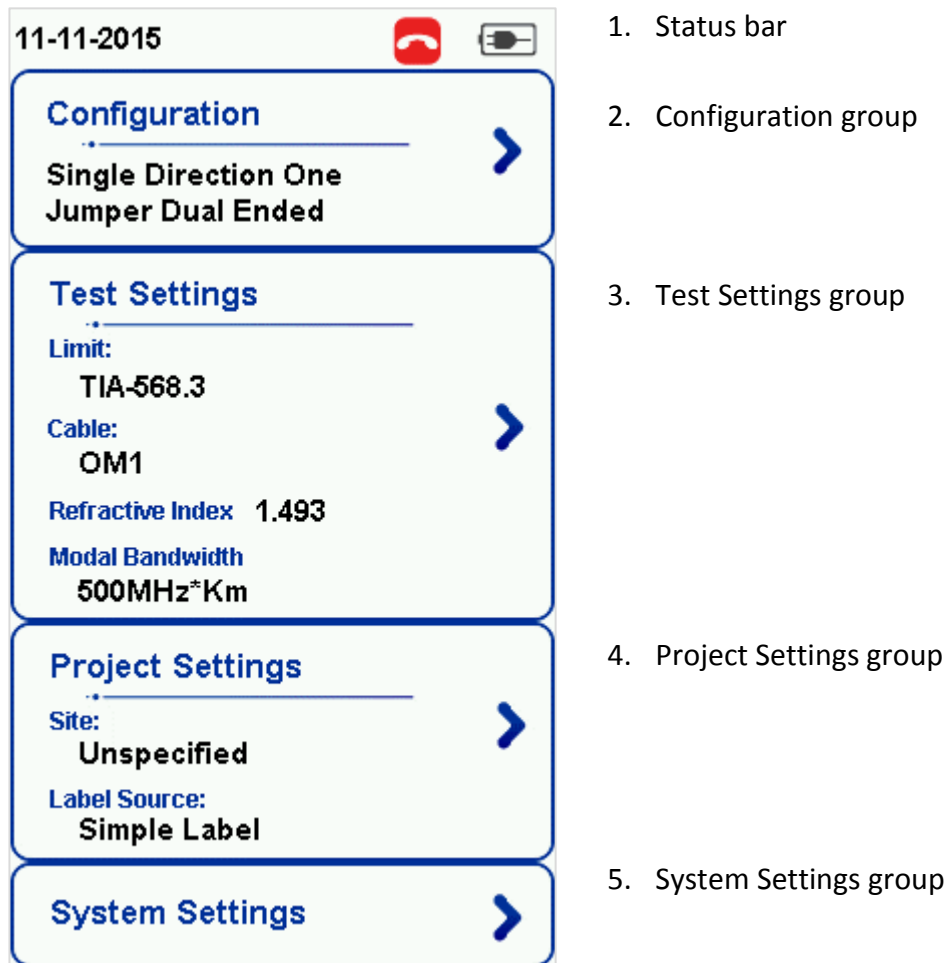 11-11-2015
1. Status bar
Configuration
2. Configuration group
Single Direction One
Jumper Dual Ended
Test Settings
3. Test Settings group
Limit:
TIA-568.3
Cable:
OM1
Refractive Index 1.493
Modal Bandwidth
500MHz*Km
Project Settings
4. Project Settings group
Site:
Unspecified
Label Source:
Simple Label
System Settings
5. System Settings group